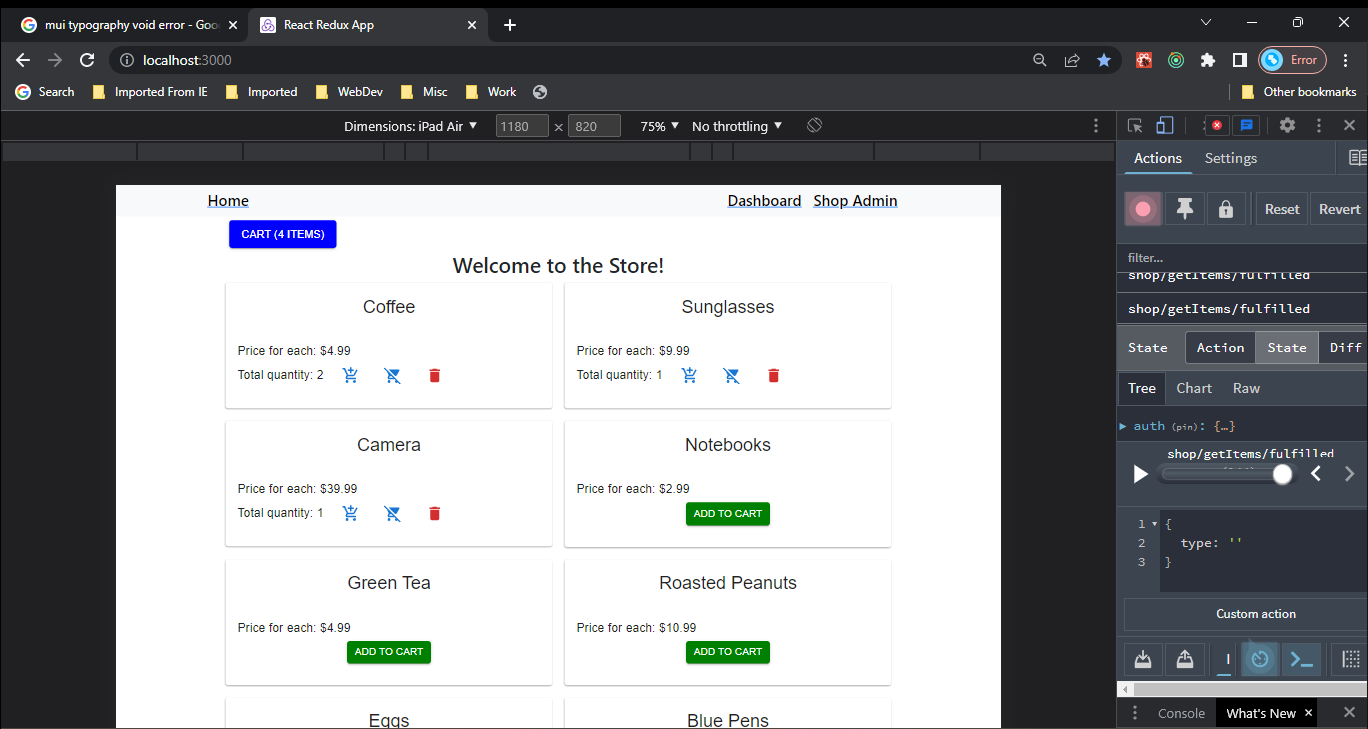 mui typography void error - Goo
React Redux App
localhost:3000
Error
Search
Imported From IE
Imported
WebDev
Misc
Work
Other bookmarks
Dimensions: iPad Air
1180 × 820
75%
No throttling
Home
Dashboard
Shop Admin
CART (4 ITEMS)
Welcome to the Store!
Coffee
Price for each: $4.99
Total quantity: 2
Sunglasses
Price for each: $9.99
Total quantity: 1
Camera
Price for each: $39.99
Total quantity: 1
Notebooks
Price for each: $2.99
ADD TO CART
Green Tea
Price for each: $4.99
ADD TO CART
Roasted Peanuts
Price for each: $10.99
ADD TO CART
Eggs
Blue Pens
Actions
Settings
Reset
Revert
filter...
shop/getItems/fulfilled
shop/getItems/fulfilled
State
Action
State
Diff
Tree
Chart
Raw
auth (pin): {…}
shop/getItems/fulfilled
1 {
2 type: ''
3 }
Custom action
Console
What's New